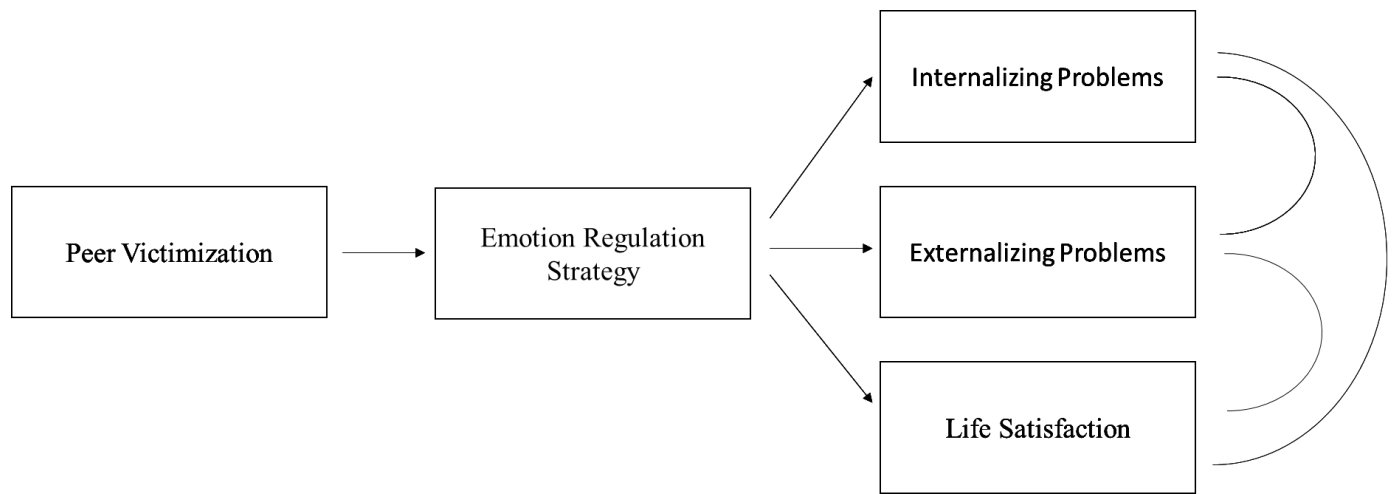 Peer Victimization
Emotion Regulation
Strategy
Internalizing Problems
Externalizing Problems
Life Satisfaction